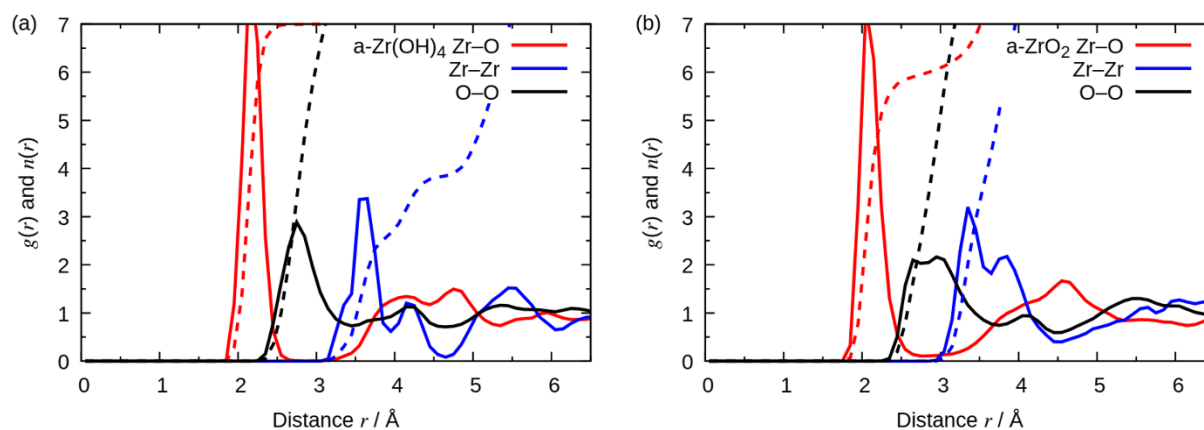 (a)
7
6
5
4
3
2
1
0
g(r) and n(r)
a-Zr(OH)4 Zr–O
Zr–Zr
O–O
0 1 2 3 4 5 6
Distance r / Å
(b)
7
6
5
4
3
2
1
0
g(r) and n(r)
a-ZrO2 Zr–O
Zr–Zr
O–O
0 1 2 3 4 5 6
Distance r / Å